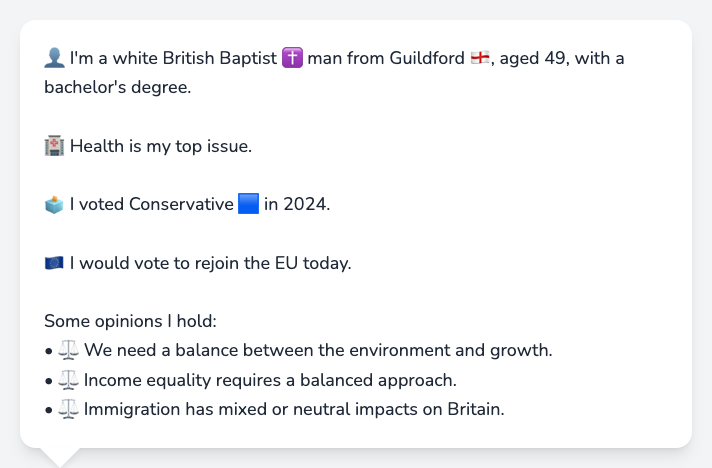 👤 I'm a white British Baptist ✝️ man from Guildford 🏴󠁧󠁢󠁥󠁮󠁧󠁿, aged 49, with a
bachelor's degree.
🏥 Health is my top issue.
🗳️ I voted Conservative 🟦 in 2024.
🇪🇺 I would vote to rejoin the EU today.
Some opinions I hold:
• ⚖️ We need a balance between the environment and growth.
• ⚖️ Income equality requires a balanced approach.
• ⚖️ Immigration has mixed or neutral impacts on Britain.